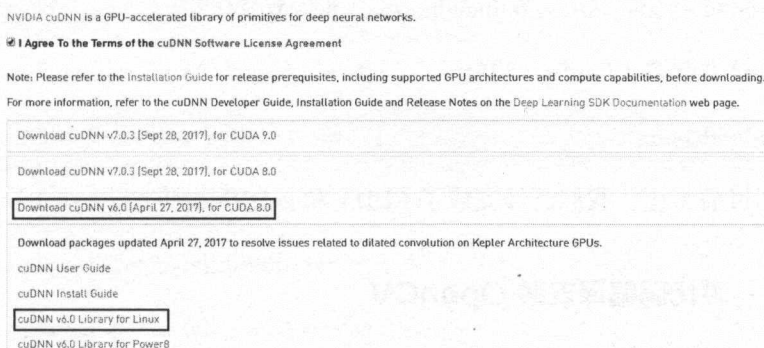 NVIDIA cuDNN is a GPU-accelerated library of primitives for deep neural networks.
I Agree To the Terms of the cuDNN Software License Agreement
Note: Please refer to the Installation Guide for release prerequisites, including supported GPU architectures and compute capabilities, before downloading.
For more information, refer to the cuDNN Developer Guide, Installation Guide and Release Notes on the Deep Learning SDK Documentation web page.
Download cuDNN v7.0.3 [Sept 28, 2017], for CUDA 9.0
Download cuDNN v7.0.3 [Sept 28, 2017], for CUDA 8.0
Download cuDNN v6.0 [April 27, 2017], for CUDA 8.0
Download packages updated April 27, 2017 to resolve issues related to dilated convolution on Kepler Architecture GPUs.
cuDNN User Guide
cuDNN Install Guide
cuDNN v6.0 Library for Linux
cuDNN v6.0 Library for Power8